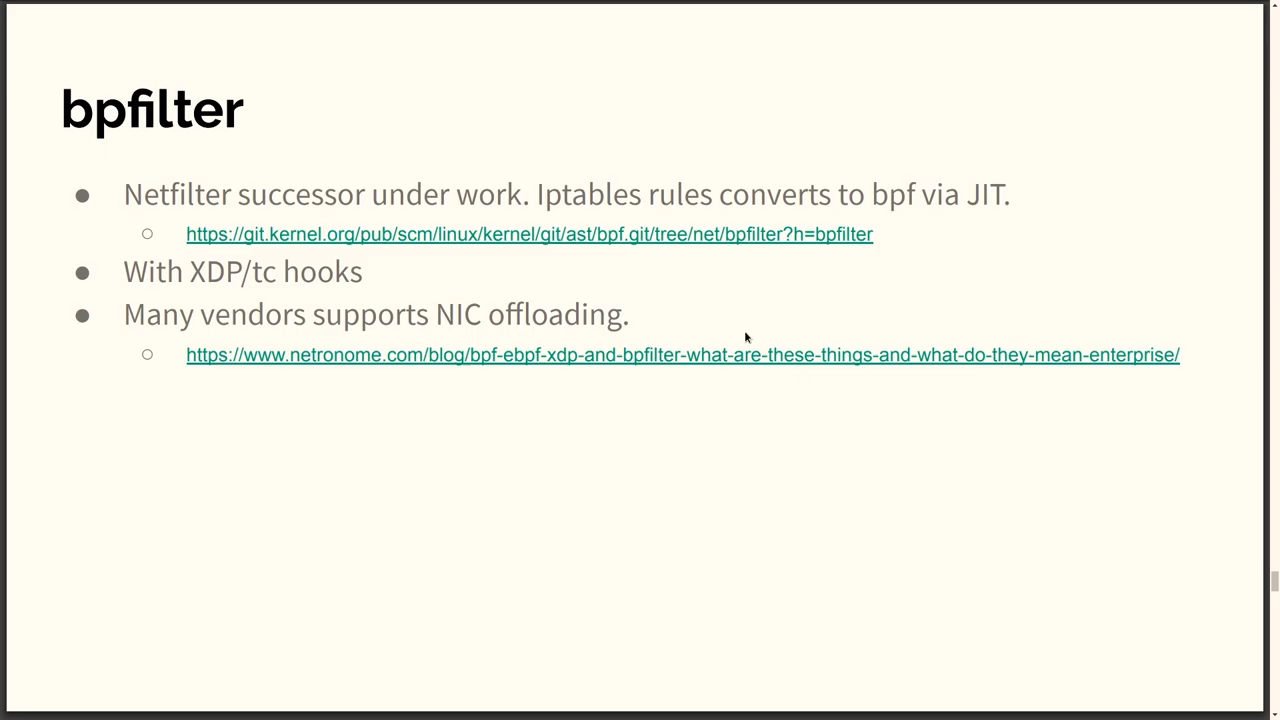 bpfilter
● Netfilter successor under work. Iptables rules converts to bpf via JIT.
○ https://git.kernel.org/pub/scm/linux/kernel/git/ast/bpf.git/tree/net/bpfilter?h=bpfilter
● With XDP/tc hooks
● Many vendors supports NIC offloading.
○ https://www.netronome.com/blog/bpf-ebpf-xdp-and-bpfilter-what-are-these-things-and-what-do-they-mean-enterprise/